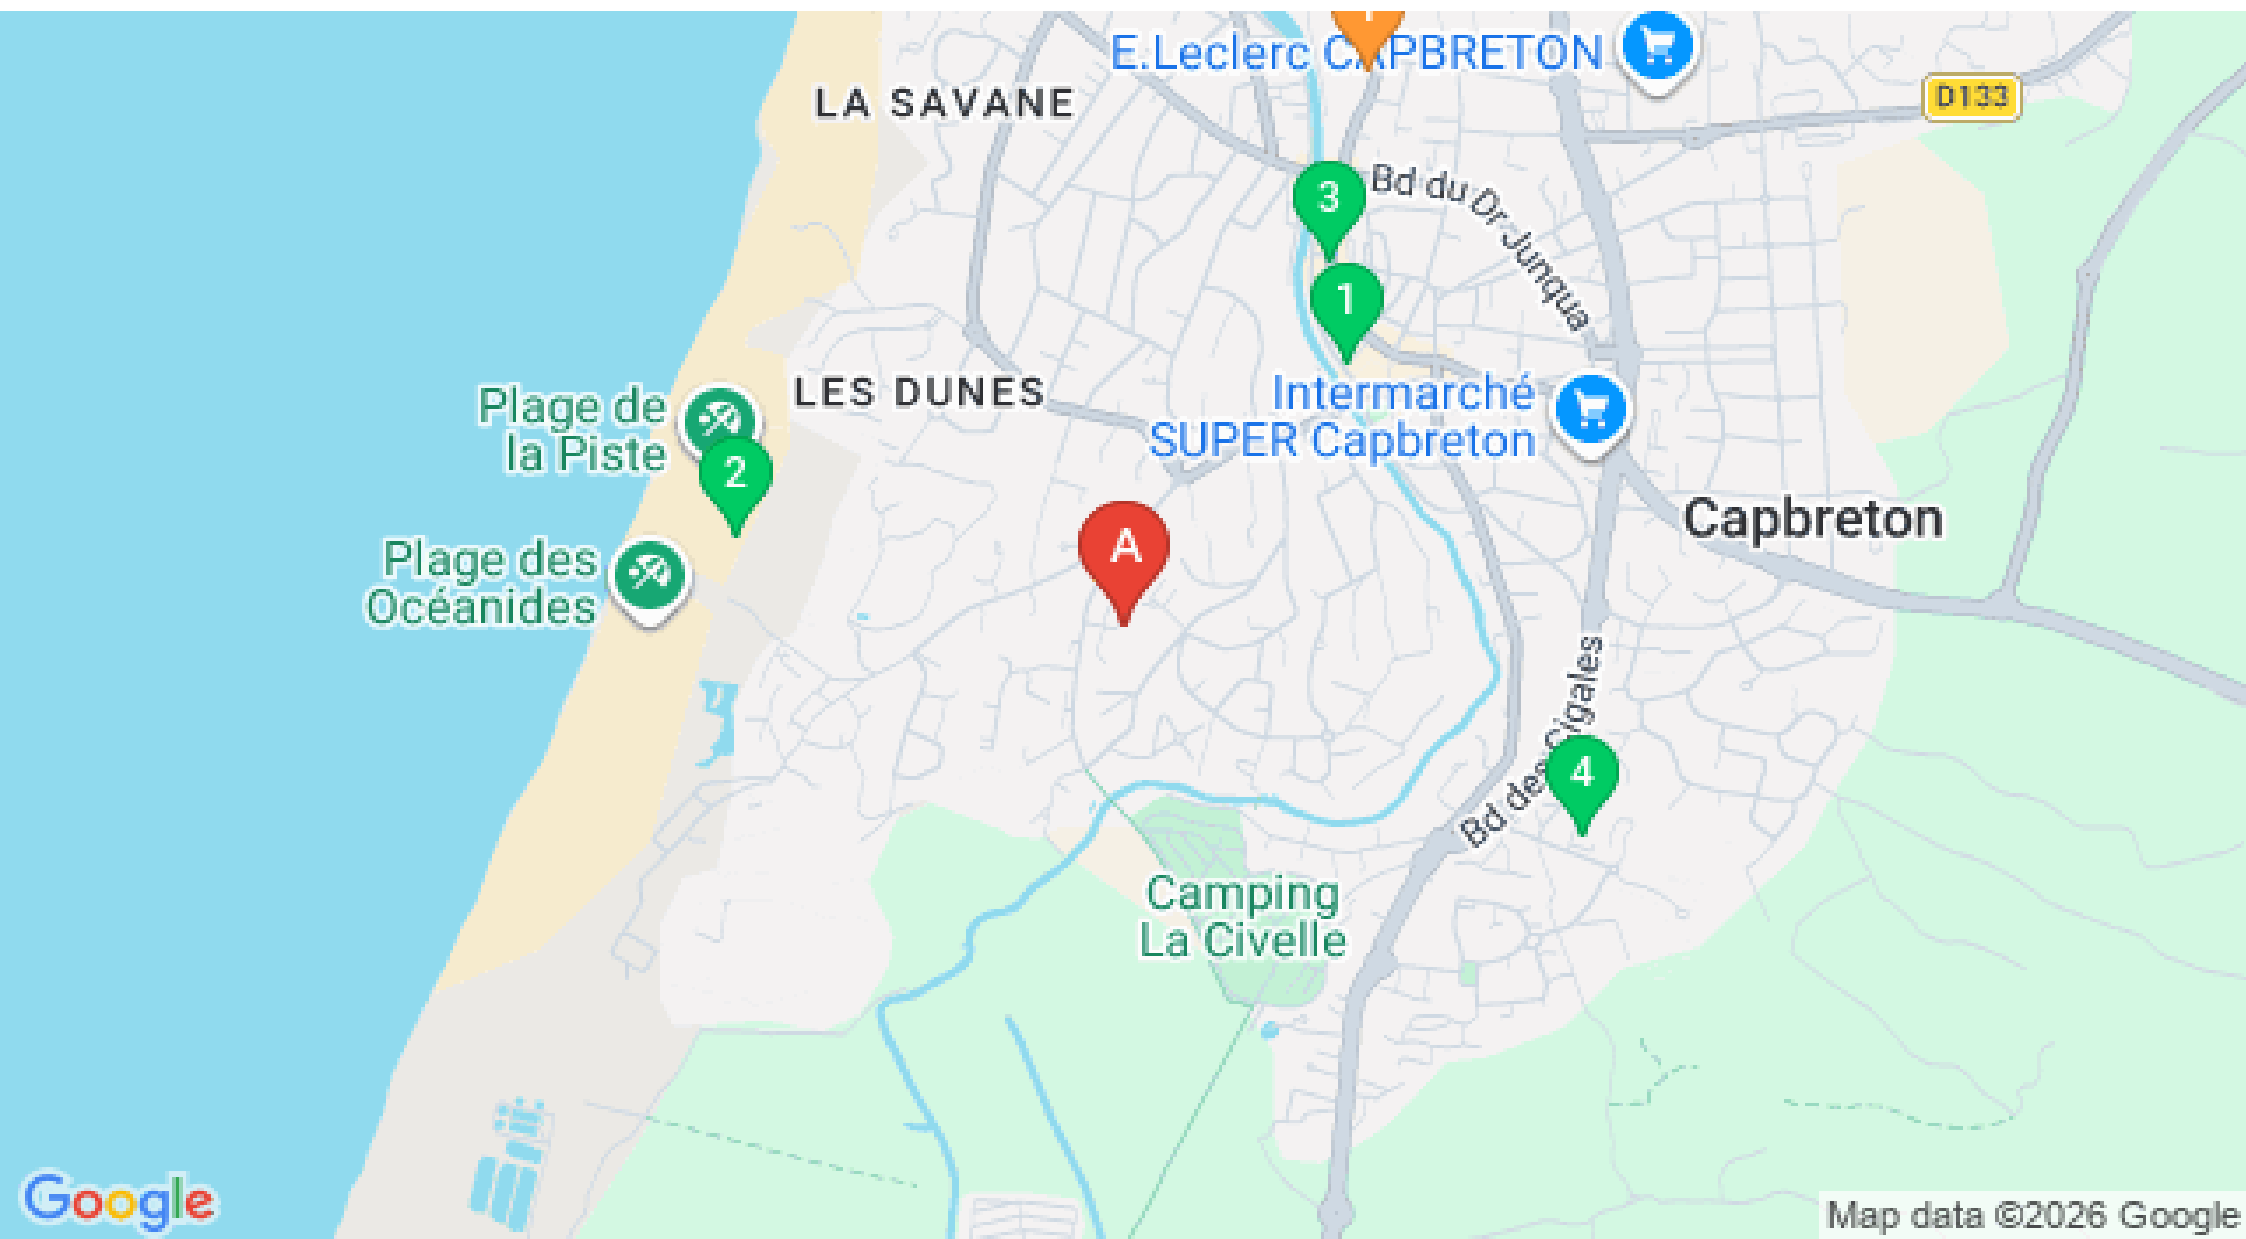 E.Leclerc CAPBRETON
LA SAVANE
D133
Bd du Dr Junqua
3
1
Plage de
la Piste
LES DUNES
Intermarché
SUPER Capbreton
2
Capbreton
A
Plage des
Océanides
Bd des Cigales
4
Camping
La Civelle
Google
Map data ©2026 Google